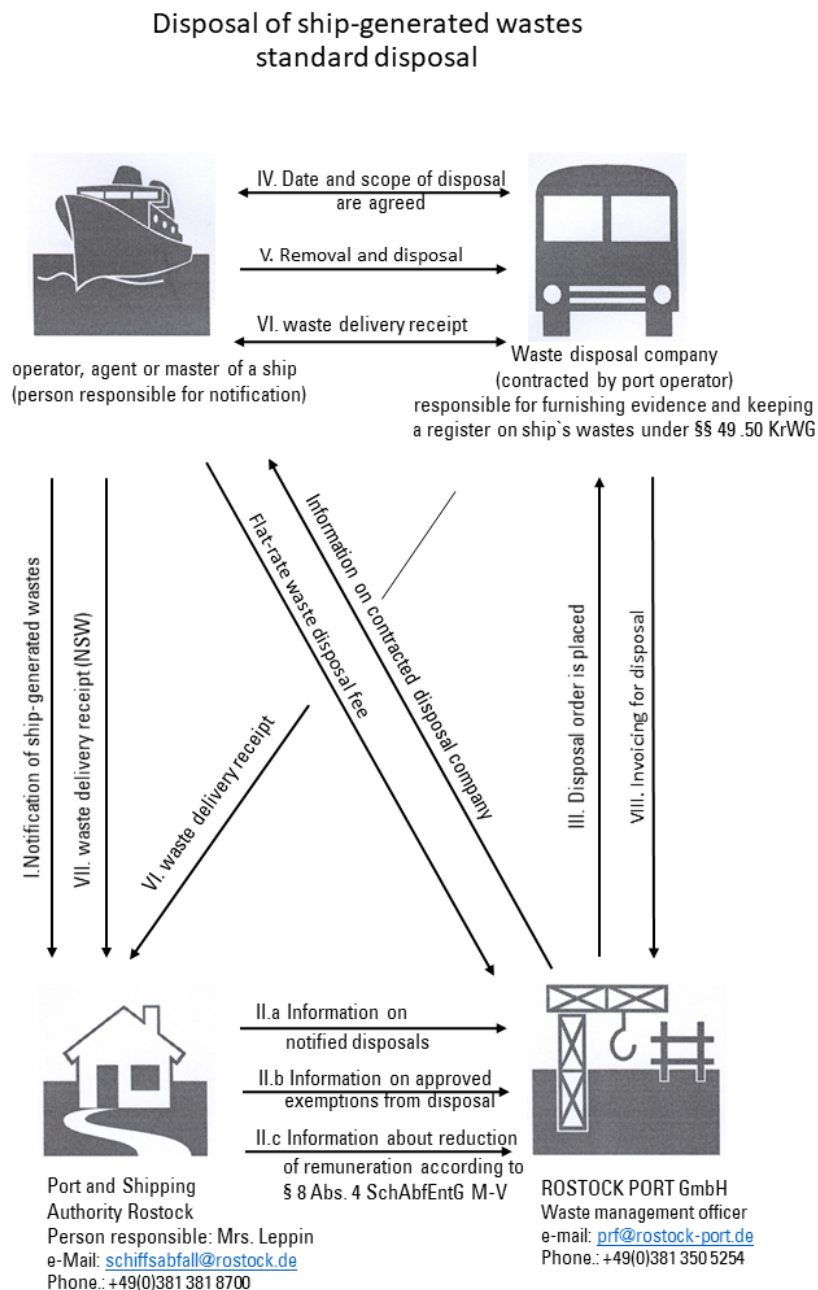 Disposal of ship-generated wastes
standard disposal
IV. Date and scope of disposal
are agreed
V. Removal and disposal
VI. waste delivery receipt
operator, agent or master of a ship
(person responsible for notification)
Waste disposal company
(contracted by port operator)
responsible for furnishing evidence and keeping
a register on ship`s wastes under §§ 49 .50 KrWG
I.Notification of ship-generated wastes
VII. waste delivery receipt (NSW)
Flat-rate waste disposal fee
Information on contracted disposal company
VI. waste delivery receipt
III. Disposal order is placed
VIII. Invoicing for disposal
II.a Information on
notified disposals
II.b Information on approved
exemptions from disposal
II.c Information about reduction
of remuneration according to
§ 8 Abs. 4 SchAbfEntG M-V
Port and Shipping
Authority Rostock
Person responsible: Mrs. Leppin
e-Mail: schiffsabfall@rostock.de
Phone.: +49(0)381 381 8700
ROSTOCK PORT GmbH
Waste management officer
e-mail: prf@rostock-port.de
Phone.: +49(0)381 350 5254